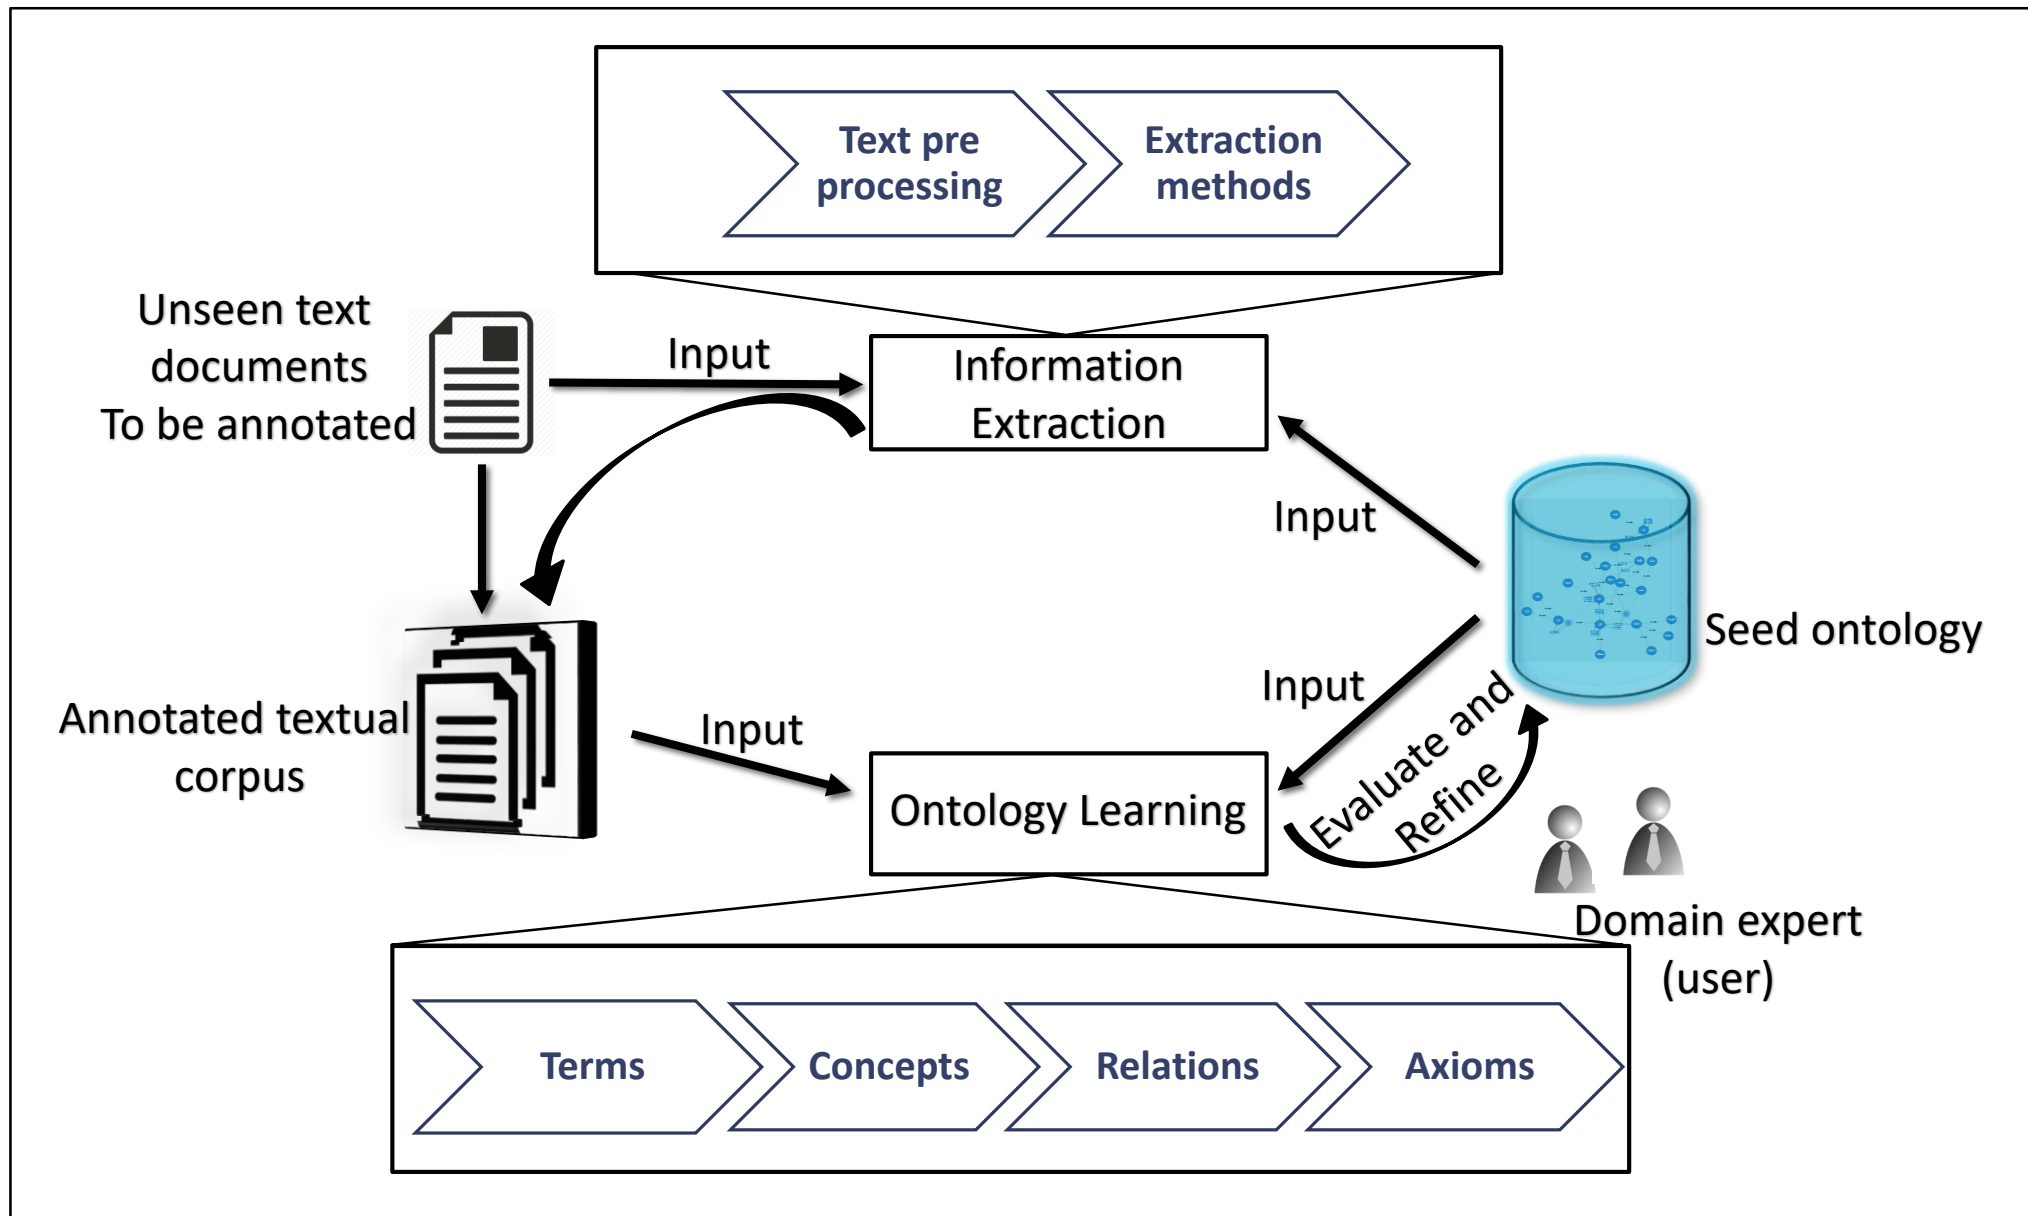 Text pre
processing
Extraction
methods
Unseen text
documents
To be annotated
Input
Information
Extraction
Input
Seed ontology
Annotated textual
corpus
Input
Input
Ontology Learning
Evaluate and
Refine
Domain expert
(user)
Terms
Concepts
Relations
Axioms